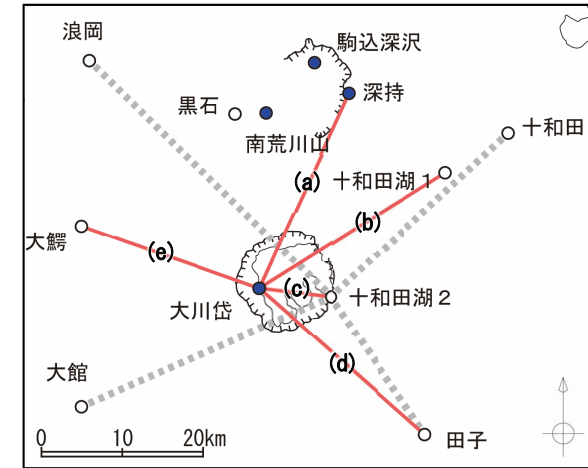 浪岡
駒込深沢
深持
黒石
南荒川山
十和田
十和田湖1
(a)
(b)
大鰐
(e)
(c)
十和田湖2
大川岱
(d)
大館
田子
0 10 20km